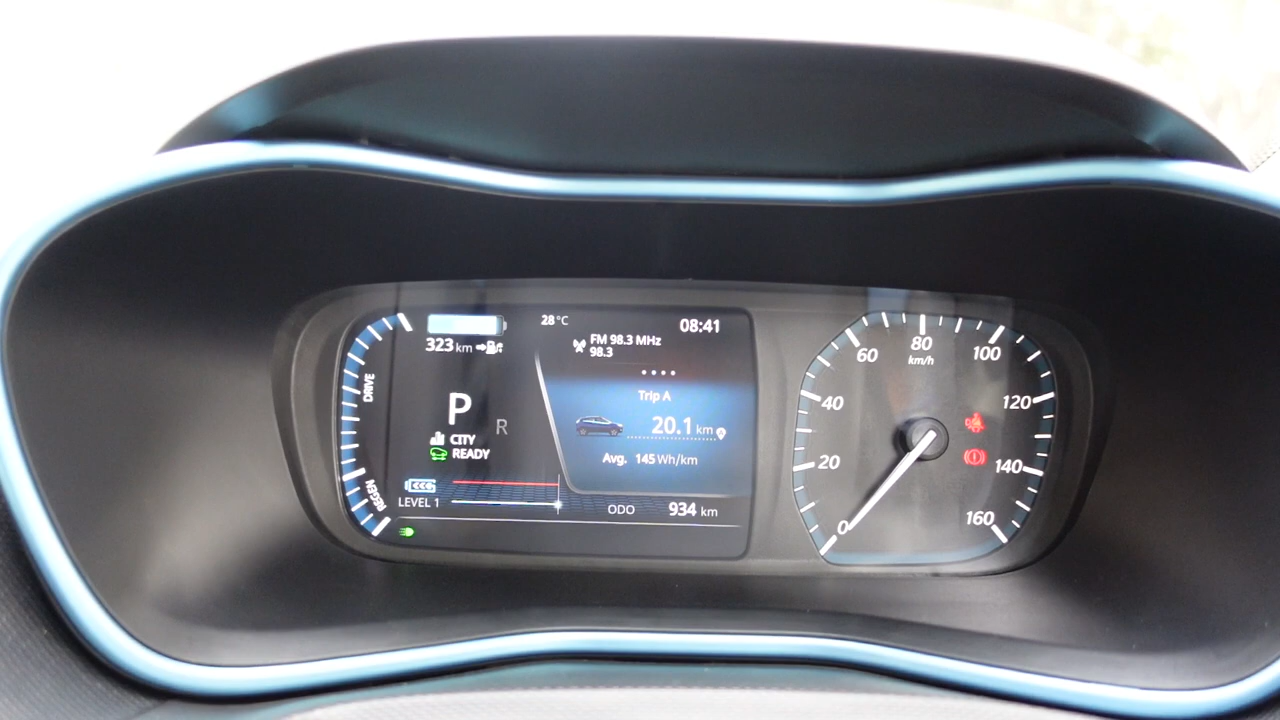 28°C
08:41
323 km
FM 98.3 MHz
98.3
DRIVE
Trip A
P
R
20.1 km
CITY
READY
Avg. 145 Wh/km
REGEN
LEVEL 1
ODO 934 km
0
20
40
60
80
km/h
100
120
140
160